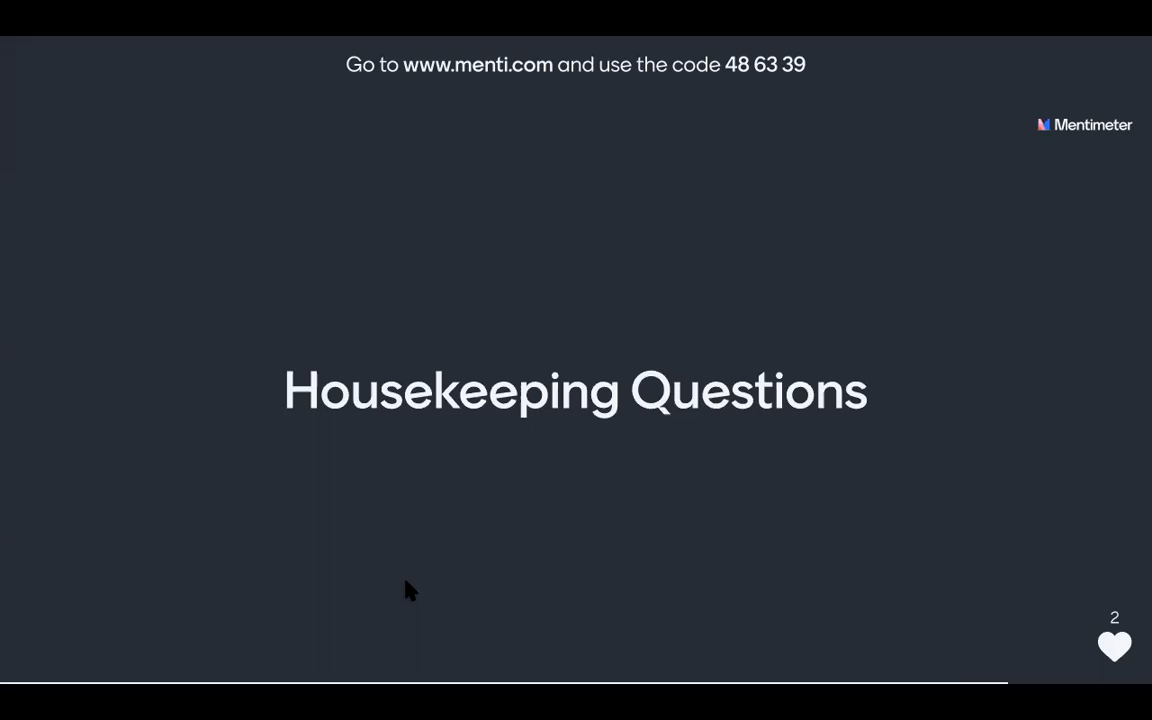 Go to www.menti.com and use the code 48 63 39
Mentimeter
Housekeeping Questions
2